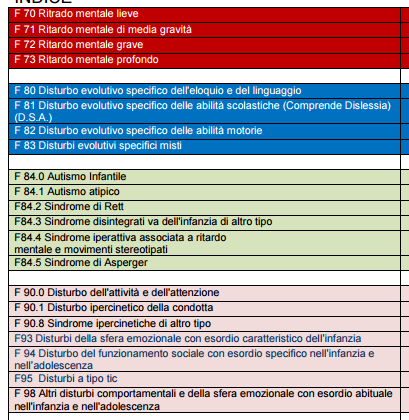 INDICE
F 70 Ritrado mentale lieve
F 71 Ritardo mentale di media gravità
F 72 Ritardo mentale grave
F 73 Ritardo mentale profondo
F 80 Disturbo evolutivo specifico dell'eloquio e del linguaggio
F 81 Disturbo evolutivo specifico delle abilità scolastiche (Comprende Dislessia)
(D.S.A.)
F 82 Disturbo evolutivo specifico delle abilità motorie
F 83 Disturbi evolutivi specifici misti
F 84.0 Autismo Infantile
F 84.1 Autismo atipico
F84.2 Sindrome di Rett
F84.3 Sindrome disintegrati va dell'infanzia di altro tipo
F84.4 Sindrome iperattiva associata a ritardo
mentale e movimenti stereotipati
F84.5 Sindrome di Asperger
F 90.0 Disturbo dell'attività e dell'attenzione
F 90.1 Disturbo ipercinetico della condotta
F 90.8 Sindrome ipercinetiche di altro tipo
F93 Disturbi della sfera emozionale con esordio caratteristico dell'infanzia
F 94 Disturbo del funzionamento sociale con esordio specifico nell'infanzia e
nell'adolescenza
F95 Disturbi a tipo tic
F 98 Altri disturbi comportamentali e della sfera emozionale con esordio abituale
nell'infanzia e nell'adolescenza